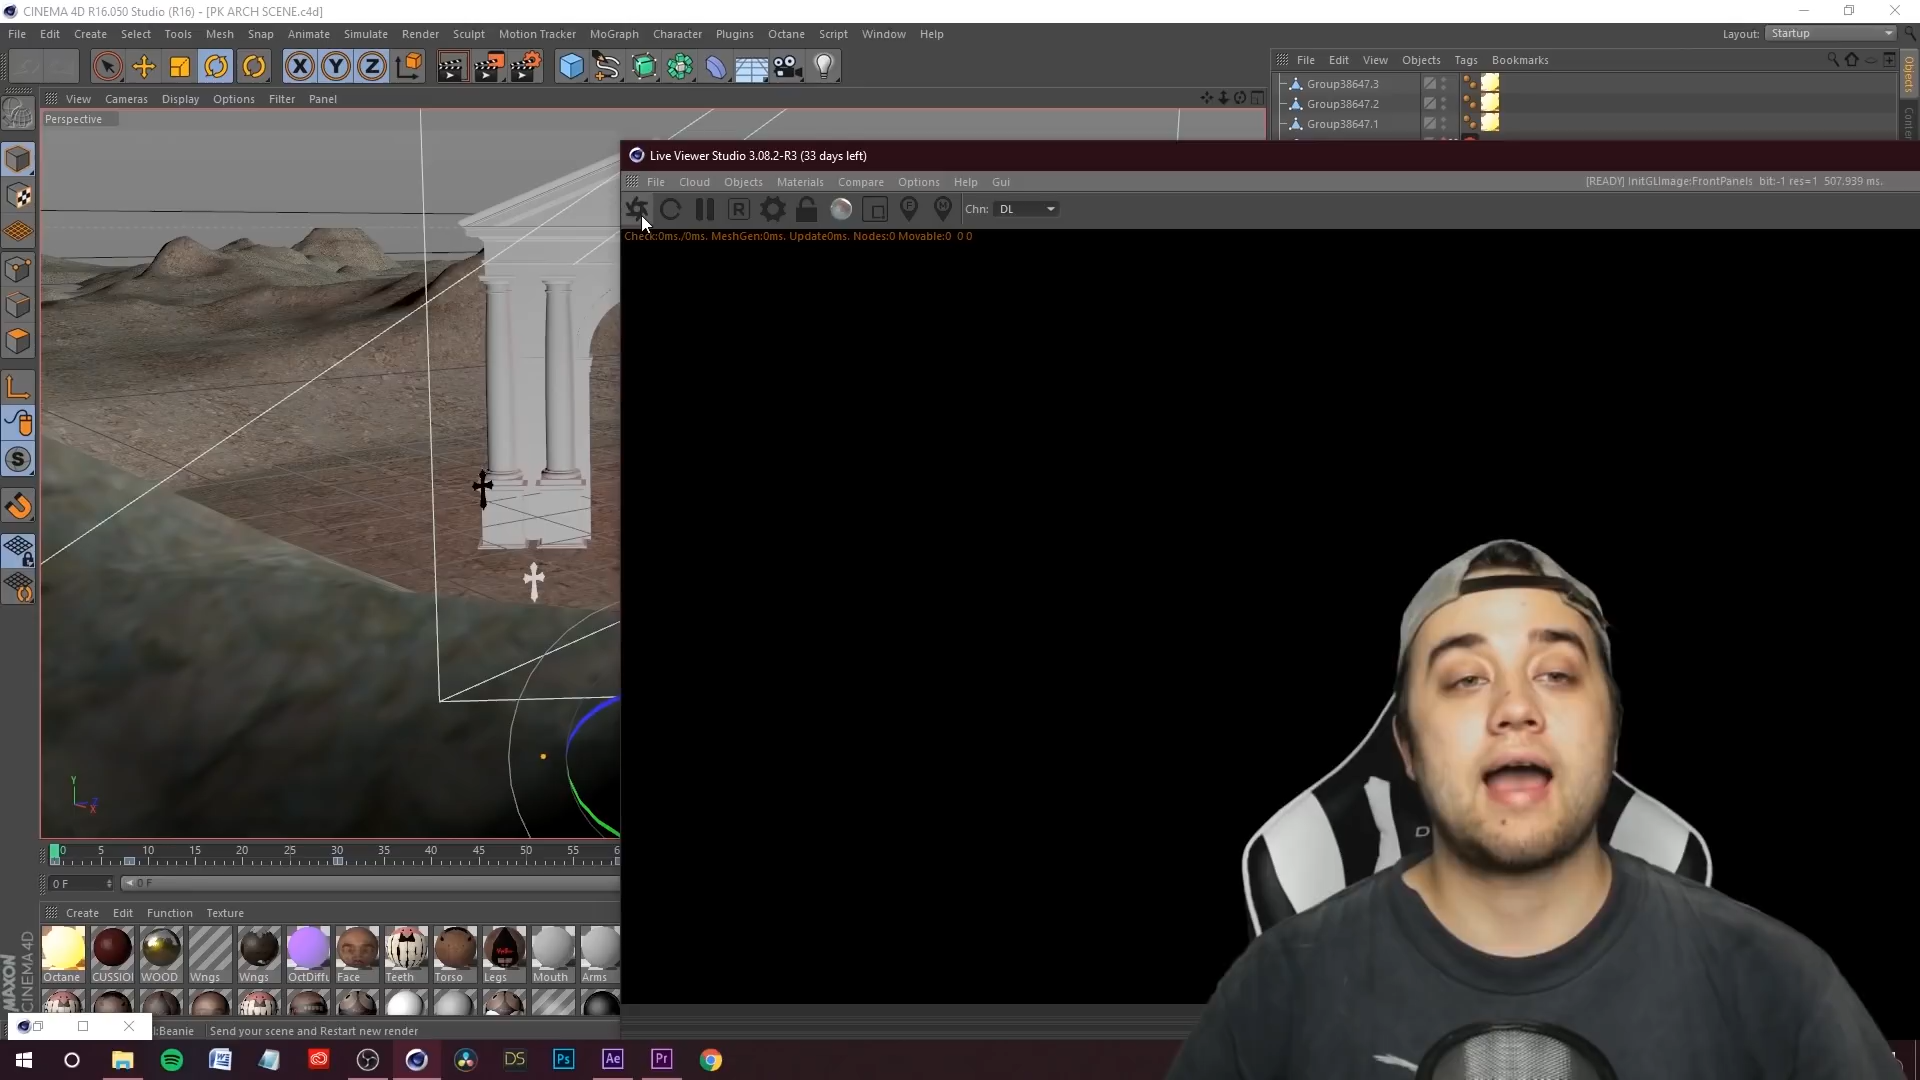 CINEMA 4D R16.050 Studio (R16) - [PK ARCH SCENE.c4d]
File Edit Create Select Tools Mesh Snap Animate Simulate Render Sculpt Motion Tracker MoGraph Character Plugins Octane Script Window Help
Layout: Startup
X Y Z
File Edit View Objects Tags Bookmarks
Objects
View Cameras Display Options Filter Panel
Perspective
Group38647.3
Group38647.2
Group38647.1
Live Viewer Studio 3.08.2-R3 (33 days left)
File Cloud Objects Materials Compare Options Help Gui
[READY] InitGLImage:FrontPanels bit:-1 res=1 507.939 ms.
R
Chn: DL
Check:0ms./0ms. MeshGen:0ms. Update0ms. Nodes:0 Movable:0 0 0
S
Y
Z
X
0 5 10 15 20 25 30 35 40 45 50 55
0 F
0 F
Create Edit Function Texture
Octane CUSSIO WOOD Wngs Wngs OctDiffu Face Teeth Torso Legs Mouth Arms
MAXON
CINEMA 4D
Beanie
Send your scene and Restart new render
D
DS
Ps
Ae
Pr